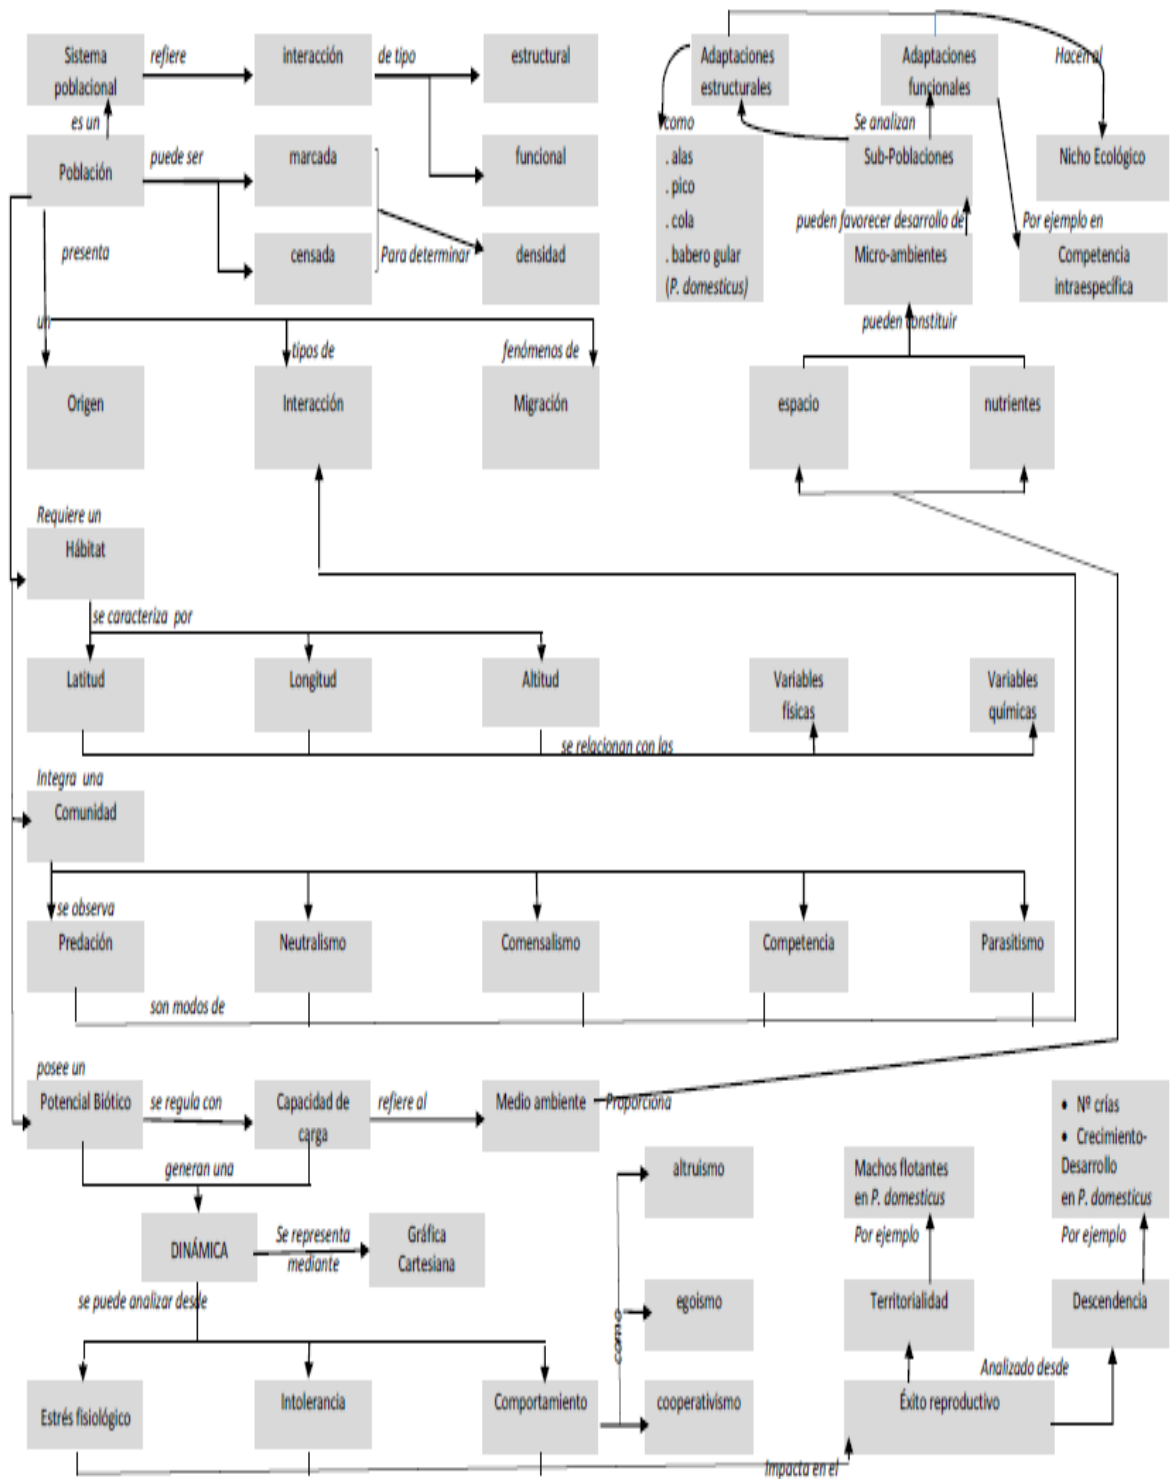 Sistema
poblacional
refiere
interacción
de tipo
estructural
Adaptaciones
estructurales
Adaptaciones
funcionales
Hacen al
es un
como
Se analizan
Población
puede ser
marcada
funcional
. alas
. pico
. cola
. babero gular
(P. domesticus)
Sub-Poblaciones
Nicho Ecológico
pueden favorecer desarrollo de
Por ejemplo en
presenta
censada
Para determinar
densidad
Micro-ambientes
Competencia
intraespecífica
un
tipos de
fenómenos de
pueden constituir
Origen
Interacción
Migración
espacio
nutrientes
Requiere un
Hábitat
se caracteriza por
Latitud
Longitud
Altitud
Variables
físicas
Variables
químicas
se relacionan con las
Integra una
Comunidad
se observa
Predación
Neutralismo
Comensalismo
Competencia
Parasitismo
son modos de
posee un
Potencial Biótico
se regula con
Capacidad de
carga
refiere al
Medio ambiente
Proporciona
• Nº crías
• Crecimiento-
Desarrollo
en P. domesticus
generan una
altruismo
Machos flotantes
en P. domesticus
DINÁMICA
Se representa
mediante
Gráfica
Cartesiana
Por ejemplo
Por ejemplo
se puede analizar desde
como
egoismo
Territorialidad
Descendencia
Analizado desde
Estrés fisiológico
Intolerancia
Comportamiento
cooperativismo
Éxito reproductivo
Impacta en el